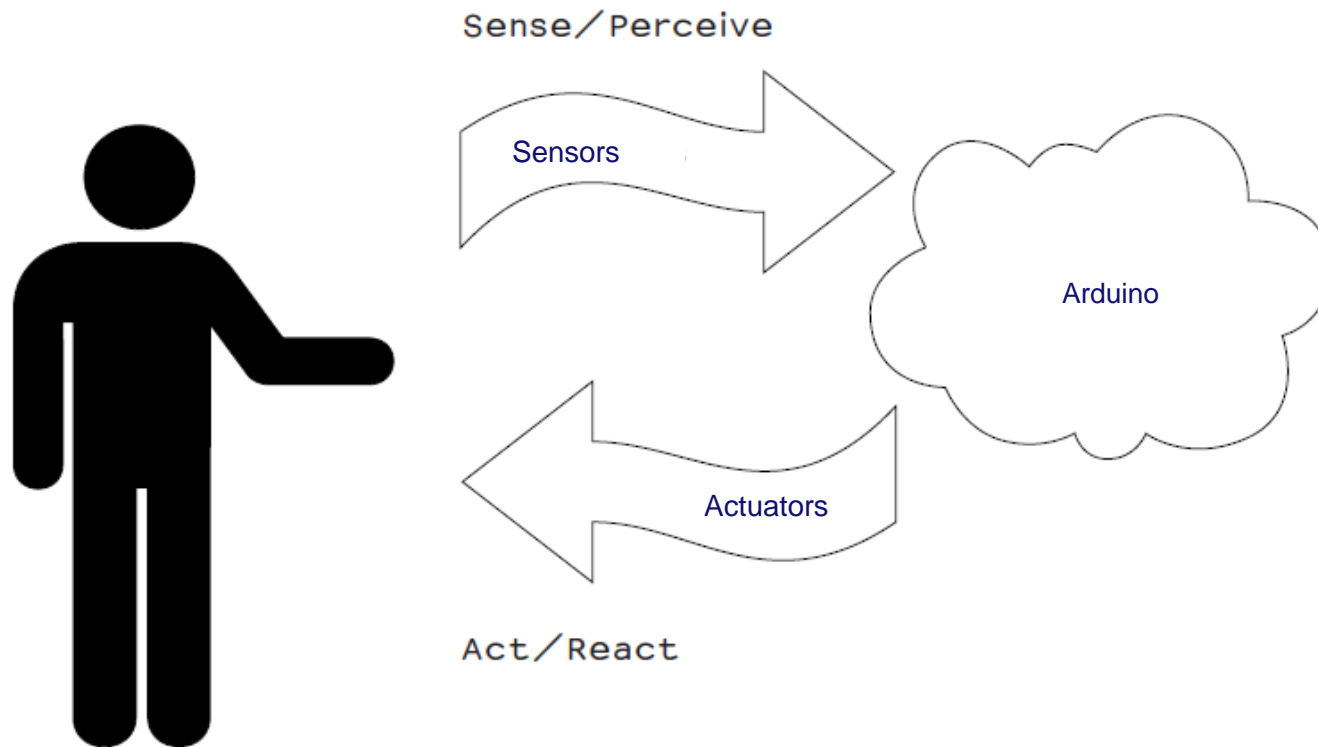 Sense/Perceive
Sensors
Arduino
Actuators
Act/React